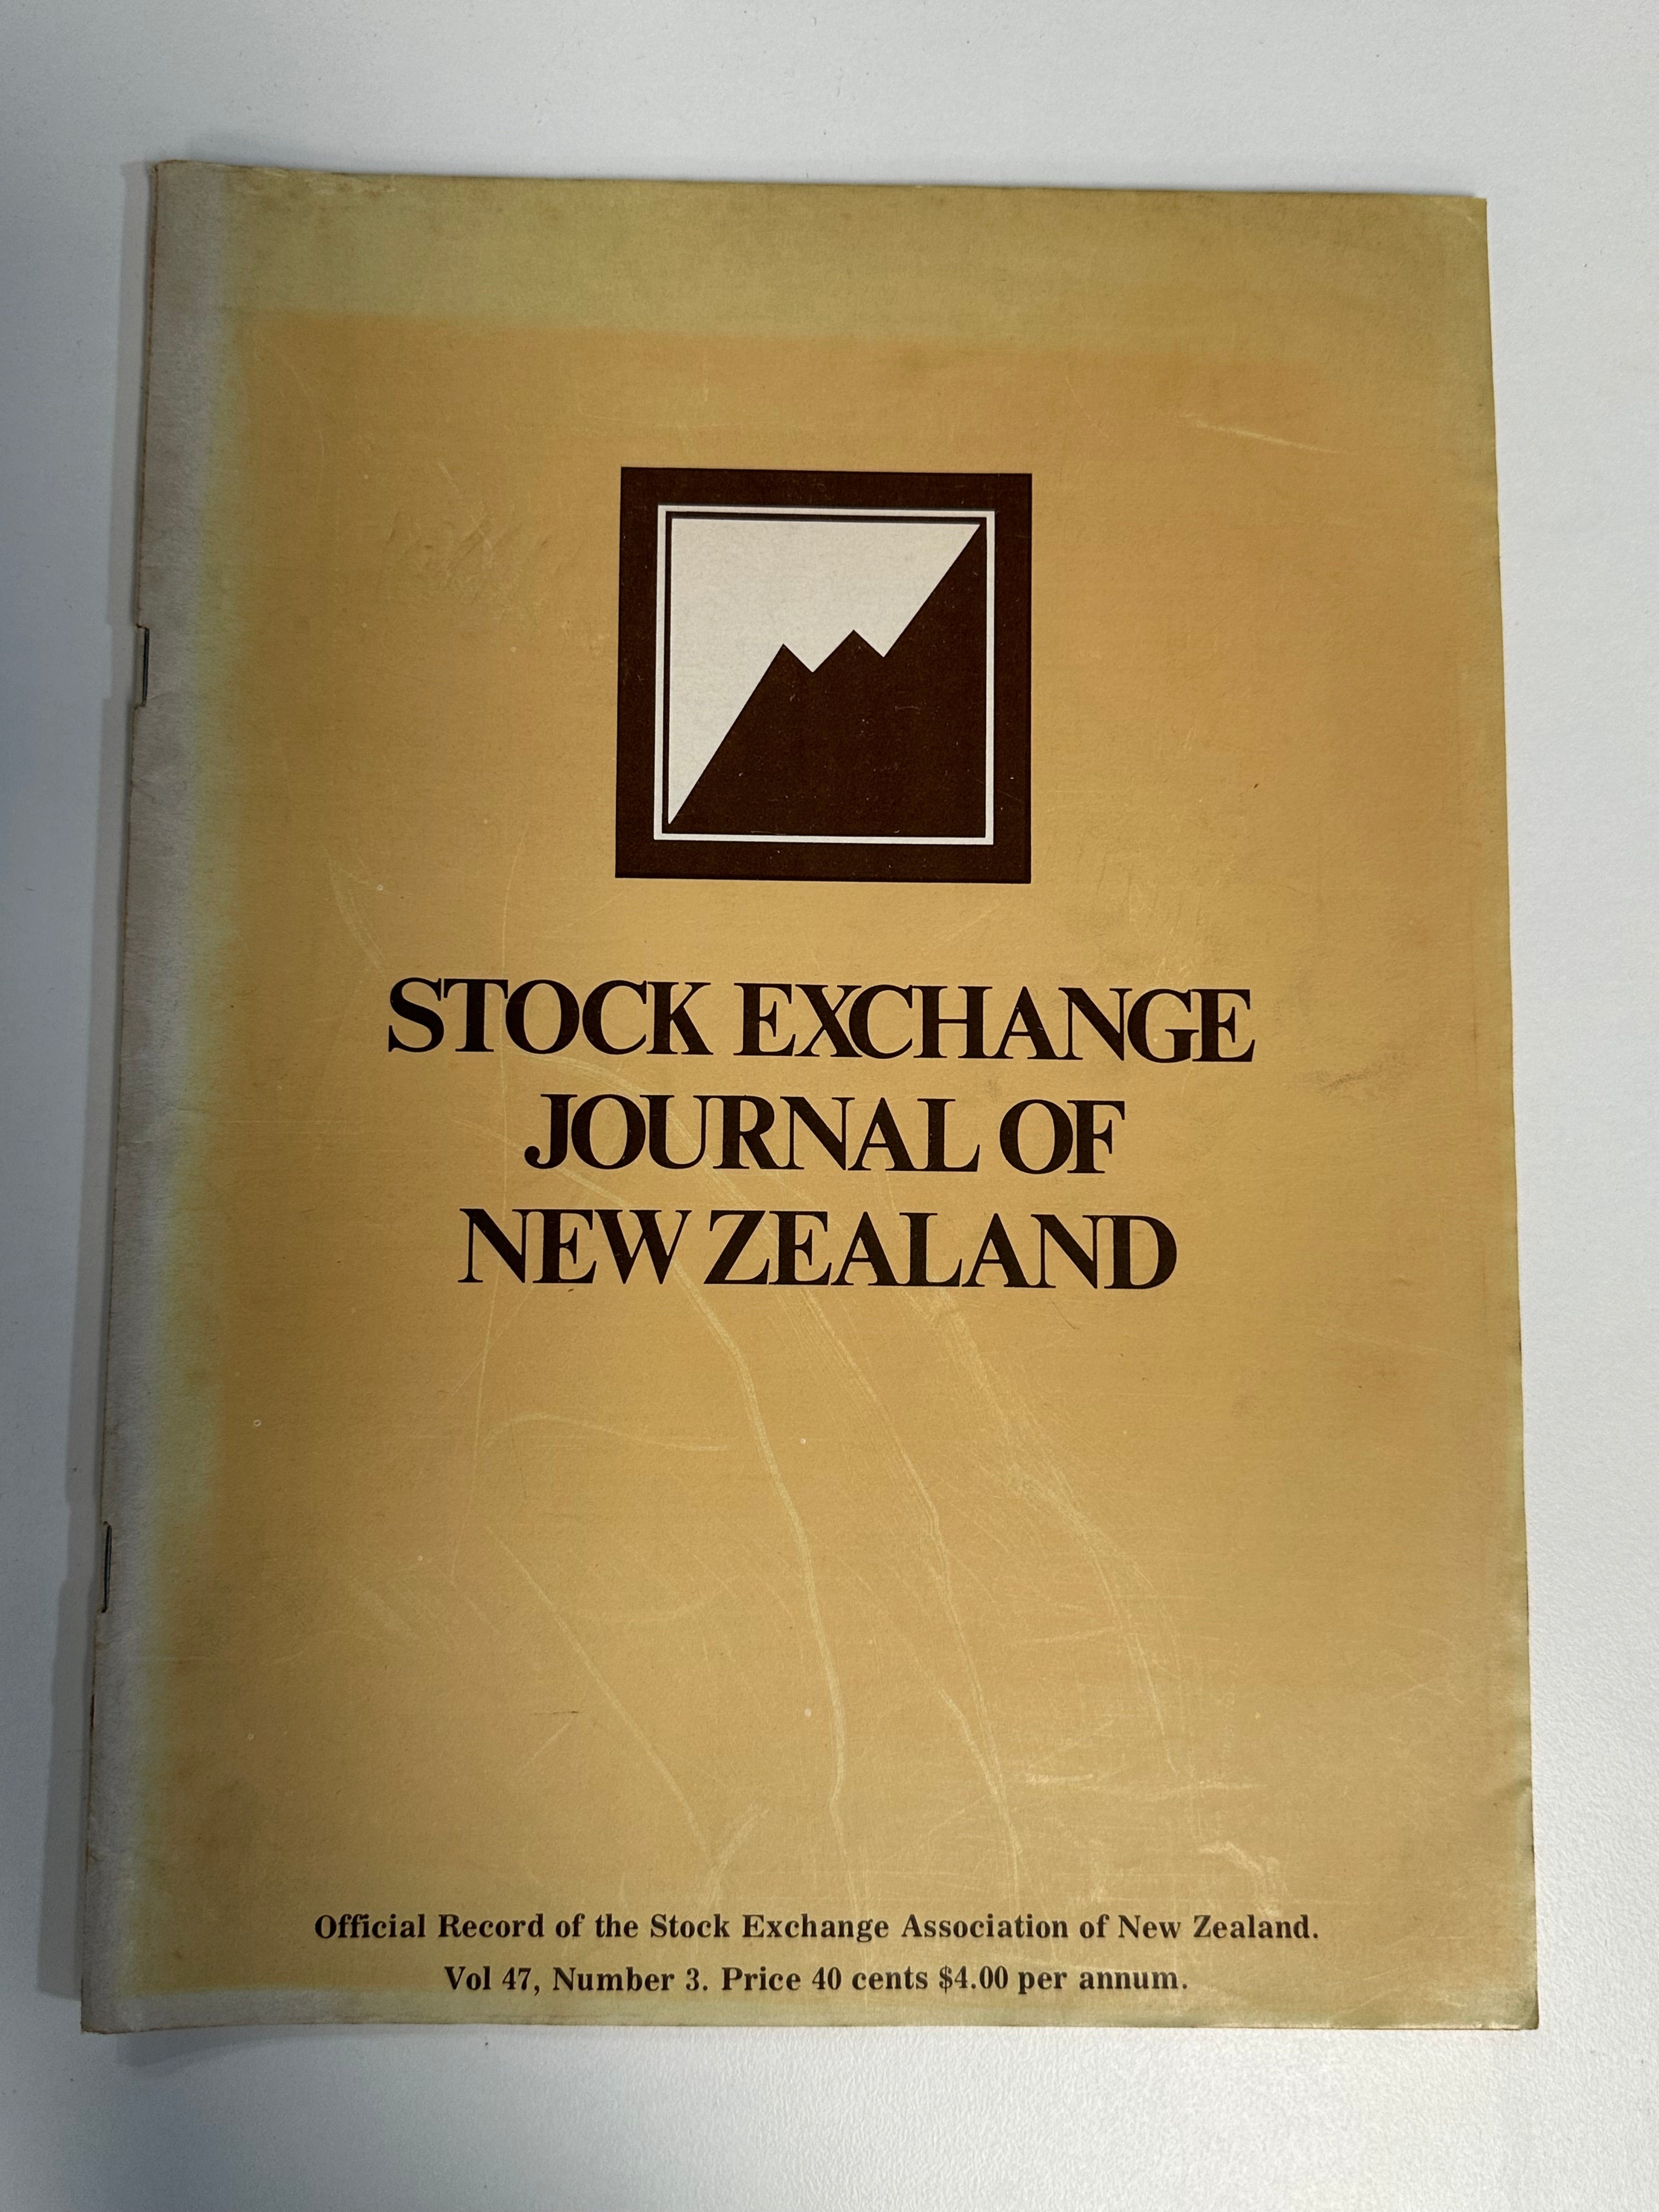 STOCK EXCHANGE
JOURNAL OF
NEW ZEALAND
Official Record of the Stock Exchange Association of New Zealand.
Vol 47, Number 3. Price 40 cents $4.00 per annum.